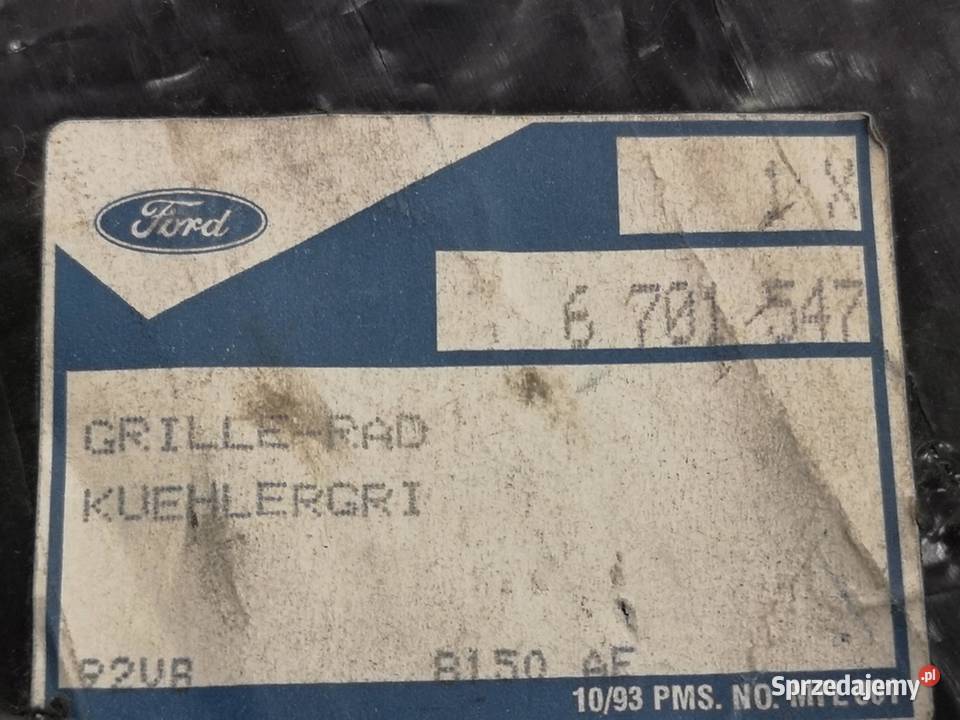 Ford
1 X
6 701 547
GRILLE-RAD
KUEHLERGRI
92VB 8150 AE
10/93 PMS. NO.
Sprzedajemy.pl